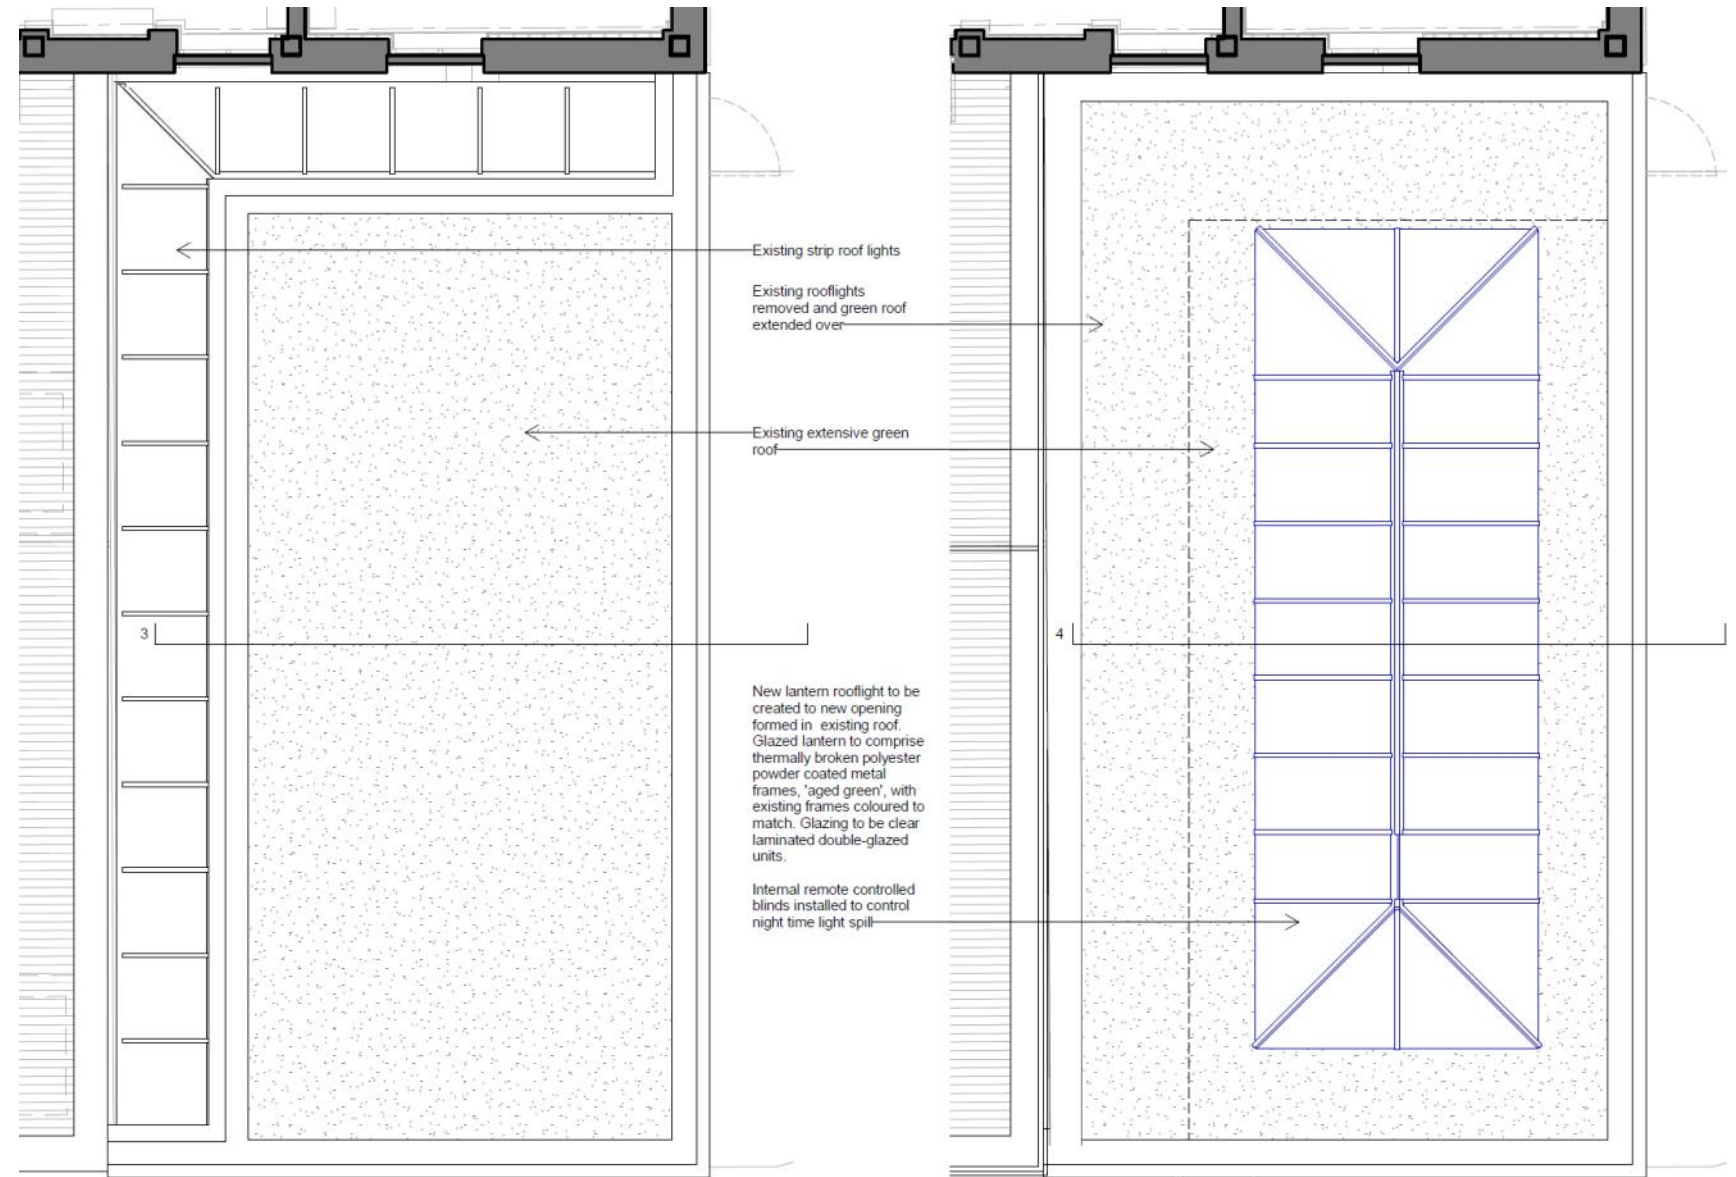 Existing strip roof lights
Existing rooflights
removed and green roof
extended over
Existing extensive green
roof
3
4
New lantern rooflight to be
created to new opening
formed in existing roof.
Glazed lantern to comprise
thermally broken polyester
powder coated metal
frames, 'aged green', with
existing frames coloured to
match. Glazing to be clear
laminated double-glazed
units.
Internal remote controlled
blinds installed to control
night time light spill